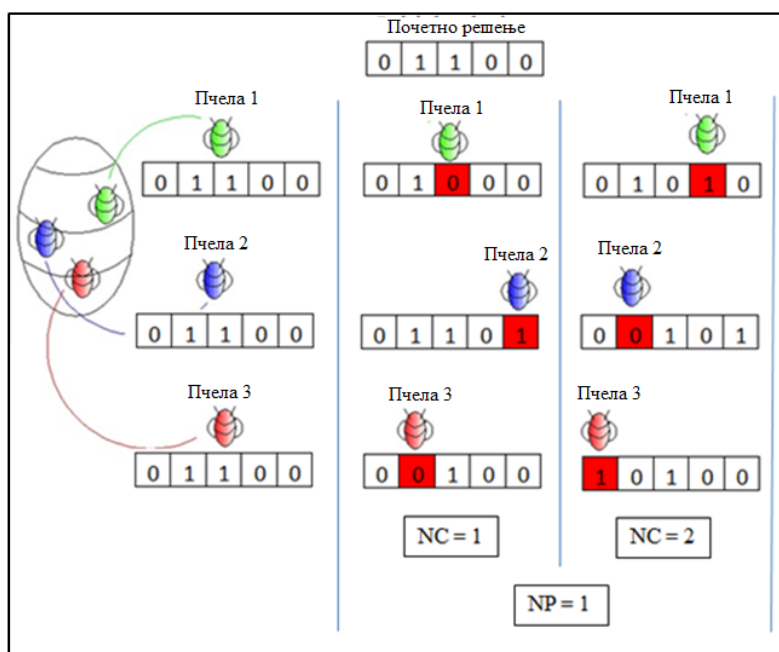 Почетно решење
0 1 1 0 0
Пчела 1
Пчела 1
Пчела 1
0 1 1 0 0
0 1 0 0 0
0 1 0 1 0
Пчела 2
Пчела 2
Пчела 2
0 1 1 0 0
0 1 1 0 1
0 0 1 0 1
Пчела 3
Пчела 3
Пчела 3
0 1 1 0 0
0 0 1 0 0
1 0 1 0 0
NC = 1
NC = 2
NP = 1